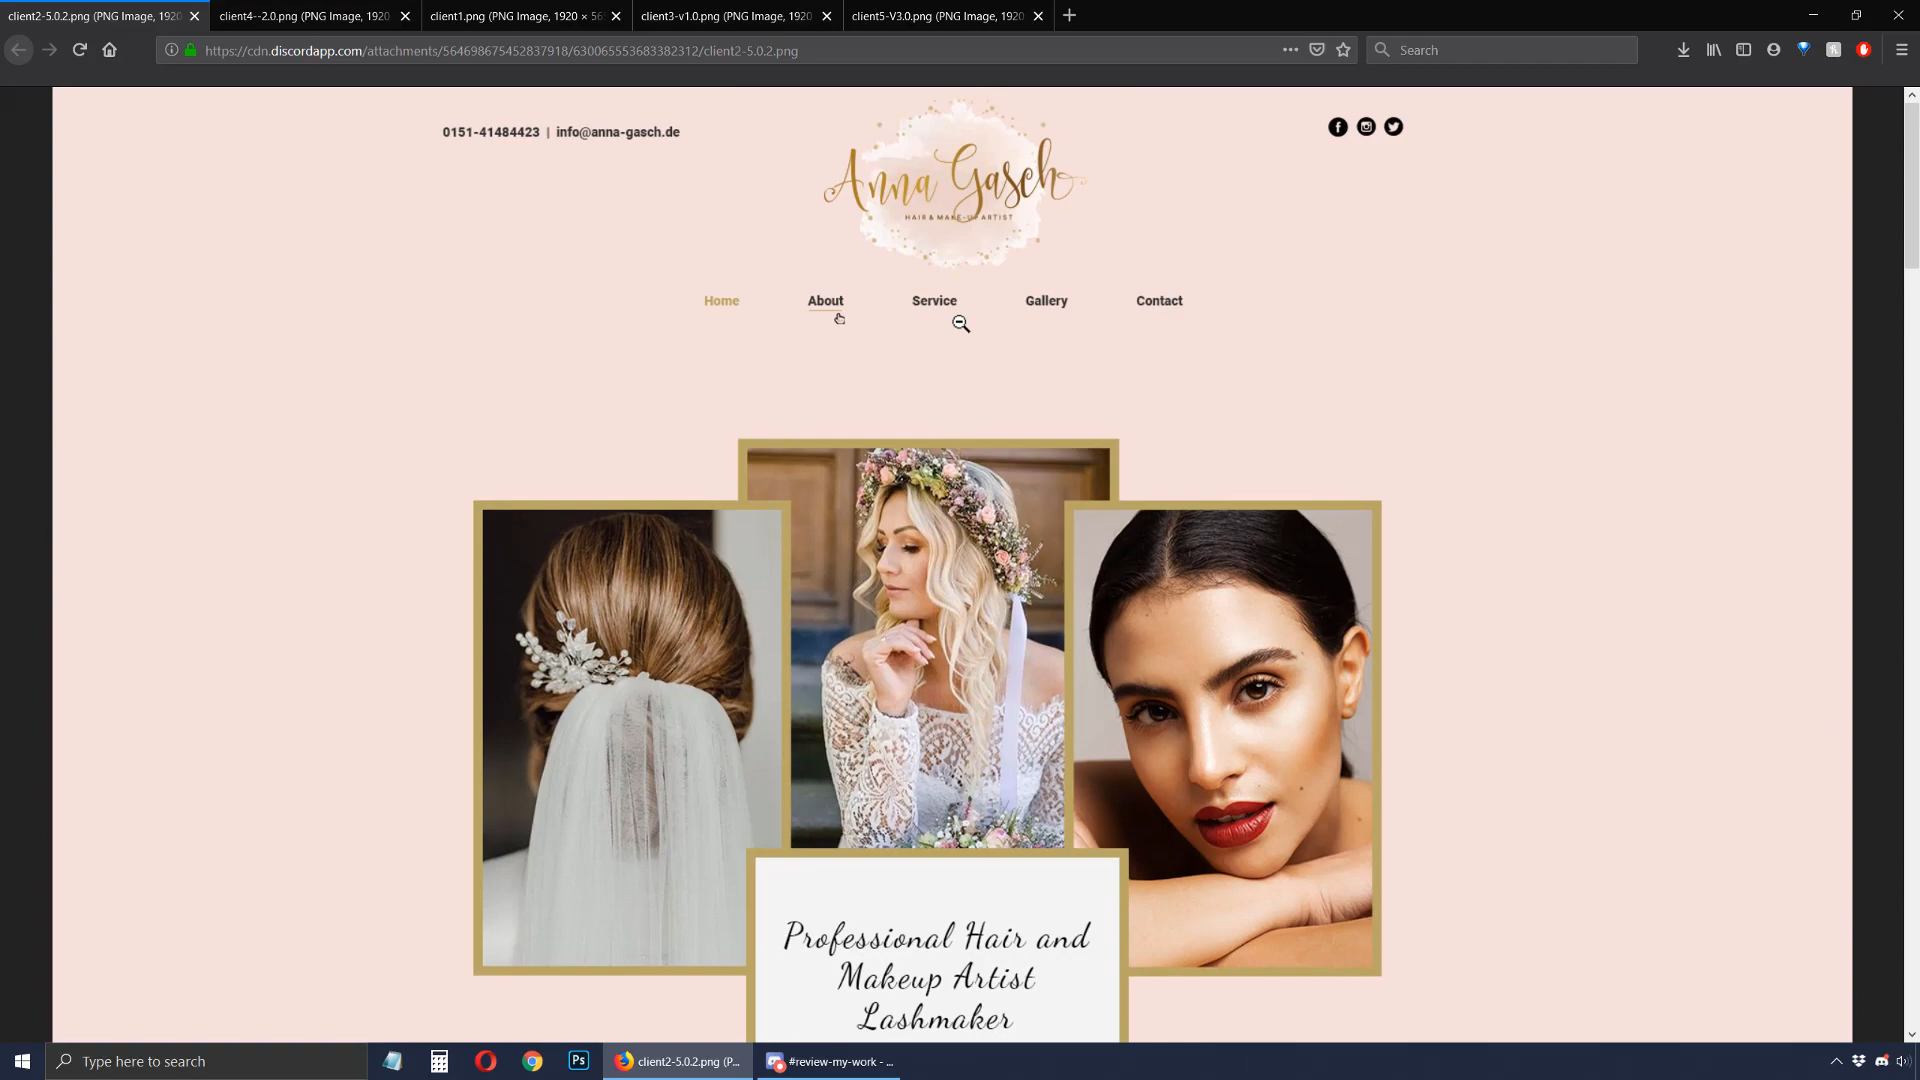 client2-5.0.2.png (PNG Image, 1920
client4--2.0.png (PNG Image, 1920
client1.png (PNG Image, 1920 × 56
client3-v1.0.png (PNG Image, 1920
client5-V3.0.png (PNG Image, 1920
https://cdn.discordapp.com/attachments/564698675452837918/630065553683382312/client2-5.0.2.png
Search
0151-41484423 | info@anna-gasch.de
Anna Gasch
HAIR & MAKE-UP ARTIST
Home
About
Service
Gallery
Contact
Professional Hair and
Makeup Artist
Lashmaker
Type here to search
Ps
client2-5.0.2.png (P...
#review-my-work - ...